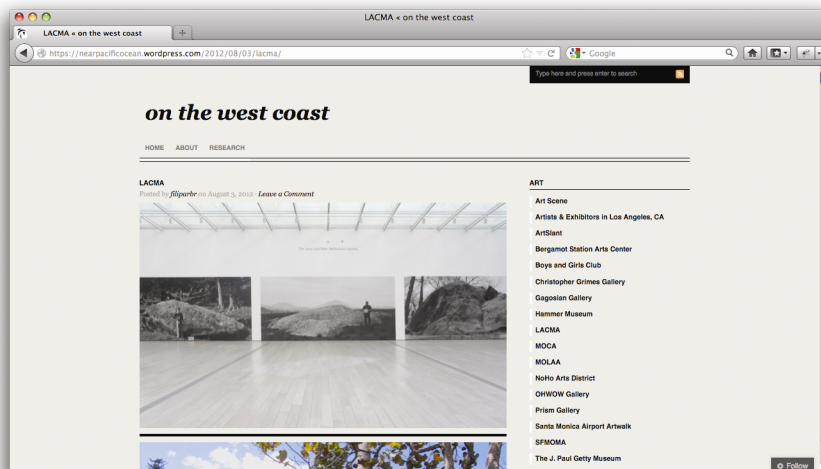 LACMA « on the west coast
LACMA « on the west coast
https://nearpacificocean.wordpress.com/2012/08/03/lacma/
Google
Type here and press enter to search
on the west coast
HOME ABOUT RESEARCH
LACMA
Posted by filiparbr on August 3, 2012 · Leave a Comment
ART
Art Scene
Artists & Exhibitors in Los Angeles, CA
ArtSlant
Bergamot Station Arts Center
Boys and Girls Club
Christopher Grimes Gallery
Gagosian Gallery
Hammer Museum
LACMA
MOCA
MOLAA
NoHo Arts District
OHWOW Gallery
Prism Gallery
Santa Monica Airport Artwalk
SFMOMA
The J. Paul Getty Museum
Follow